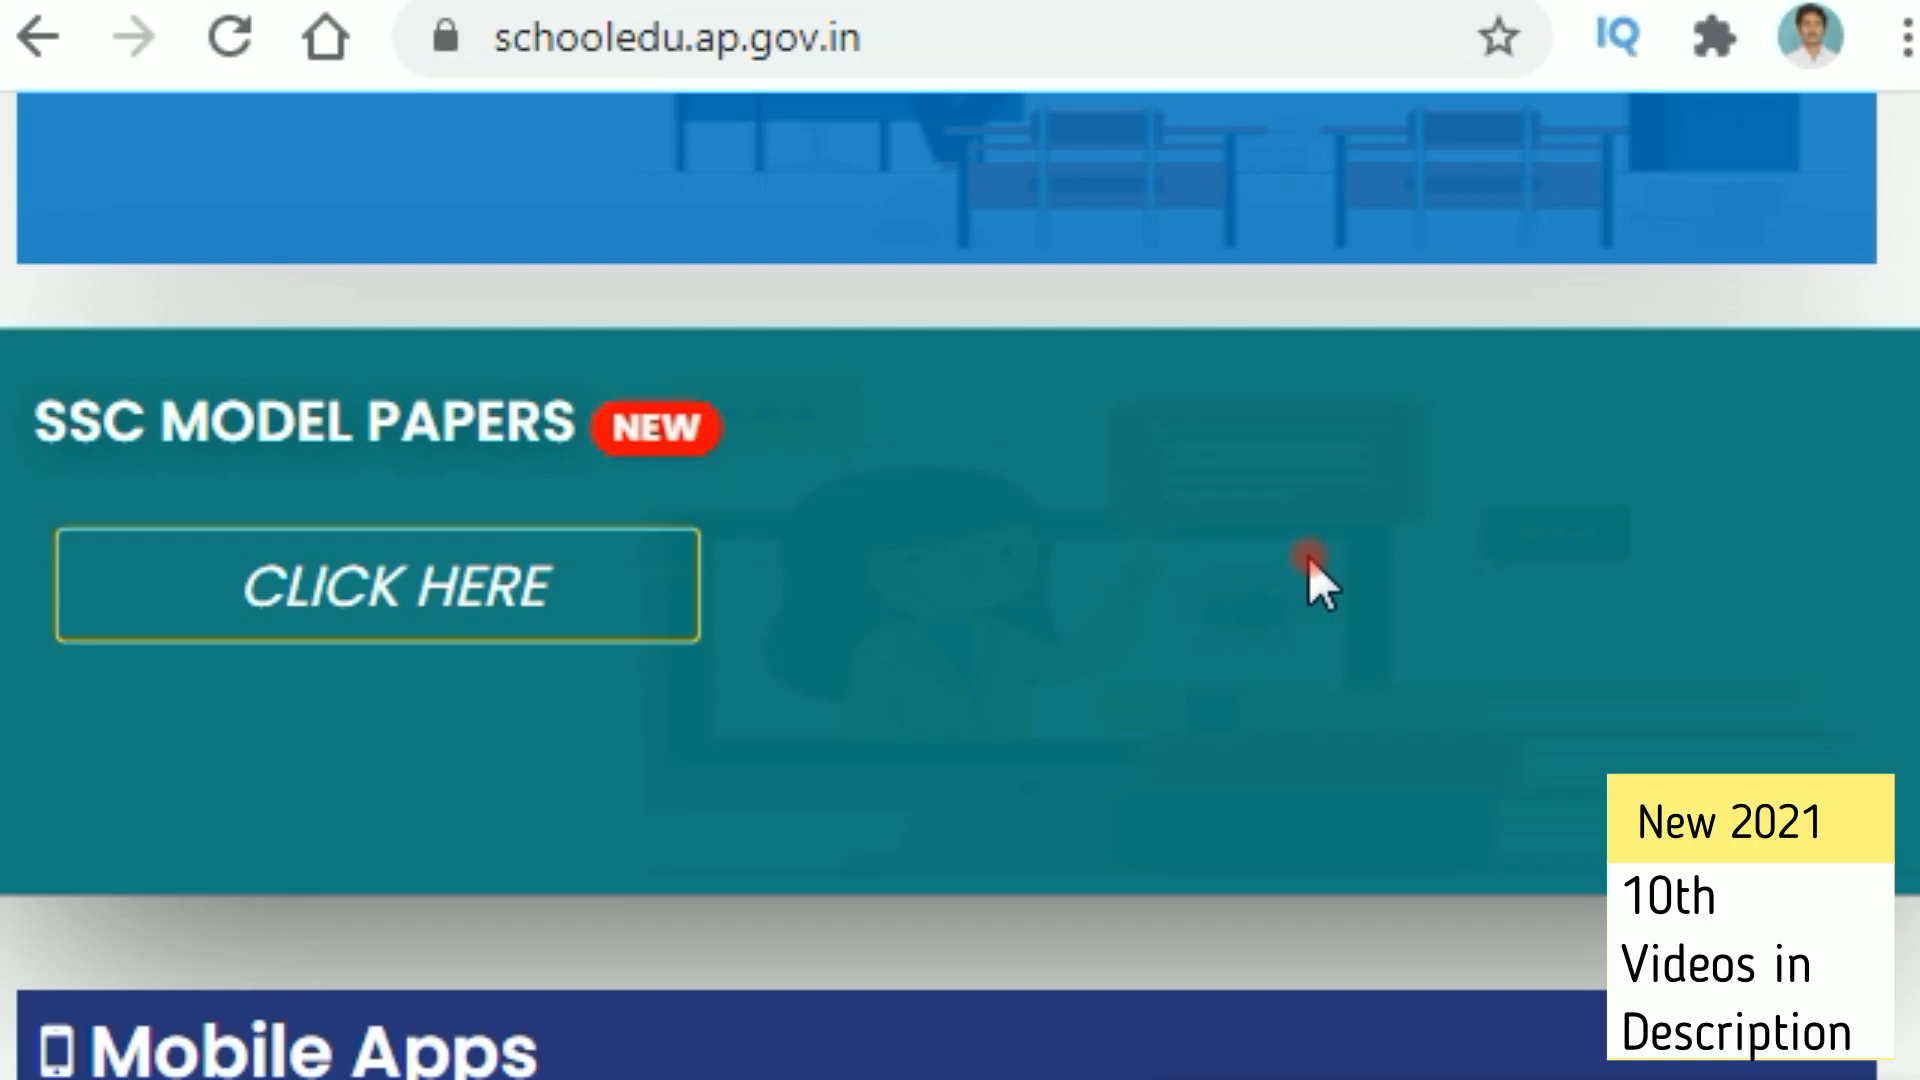 schooledu.ap.gov.in
IQ
SSC MODEL PAPERS NEW
CLICK HERE
New 2021
10th
Videos in
Description
Mobile Apps